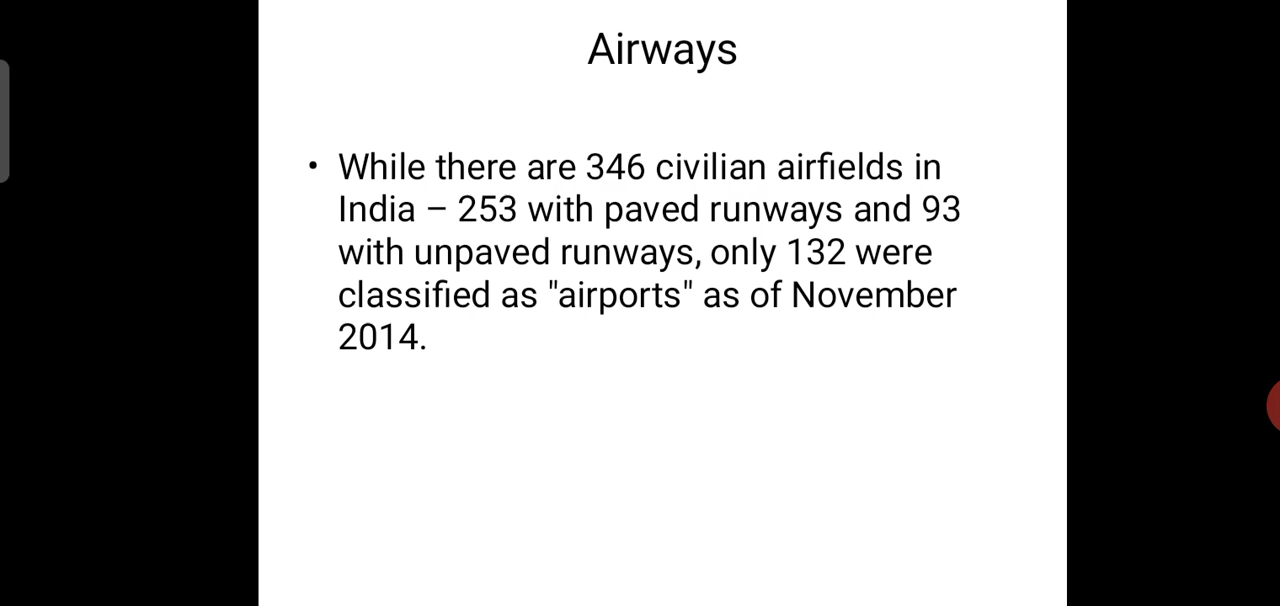 Airways
• While there are 346 civilian airfields in
India – 253 with paved runways and 93
with unpaved runways, only 132 were
classified as "airports" as of November
2014.